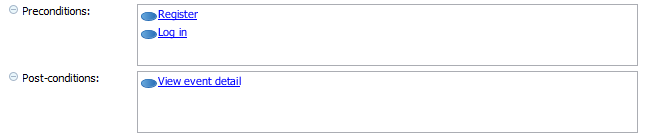 Preconditions:
Register
Log in
Post-conditions:
View event detail